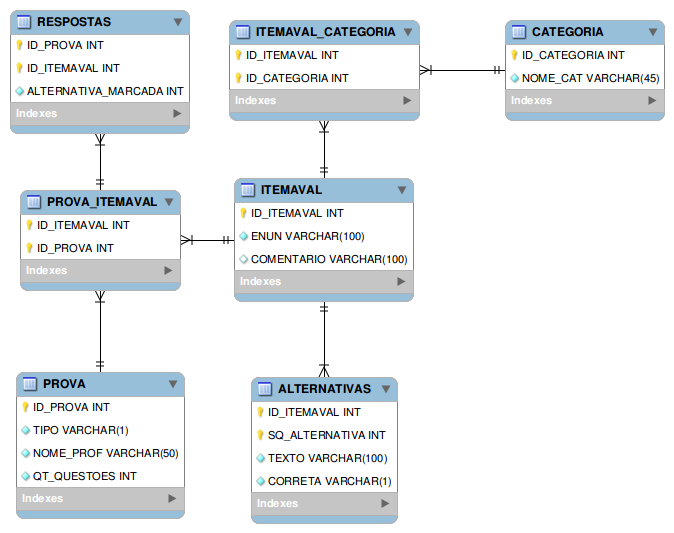 RESPOSTAS
ID_PROVA INT
ID_ITEMAVAL INT
ALTERNATIVA_MARCADA INT
Indexes
ITEMAVAL_CATEGORIA
ID_ITEMAVAL INT
ID_CATEGORIA INT
Indexes
CATEGORIA
ID_CATEGORIA INT
NOME_CAT VARCHAR(45)
Indexes
PROVA_ITEMAVAL
ID_ITEMAVAL INT
ID_PROVA INT
Indexes
ITEMAVAL
ID_ITEMAVAL INT
ENUN VARCHAR(100)
COMENTARIO VARCHAR(100)
Indexes
PROVA
ID_PROVA INT
TIPO VARCHAR(1)
NOME_PROF VARCHAR(50)
QT_QUESTOES INT
Indexes
ALTERNATIVAS
ID_ITEMAVAL INT
SQ_ALTERNATIVA INT
TEXTO VARCHAR(100)
CORRETA VARCHAR(1)
Indexes